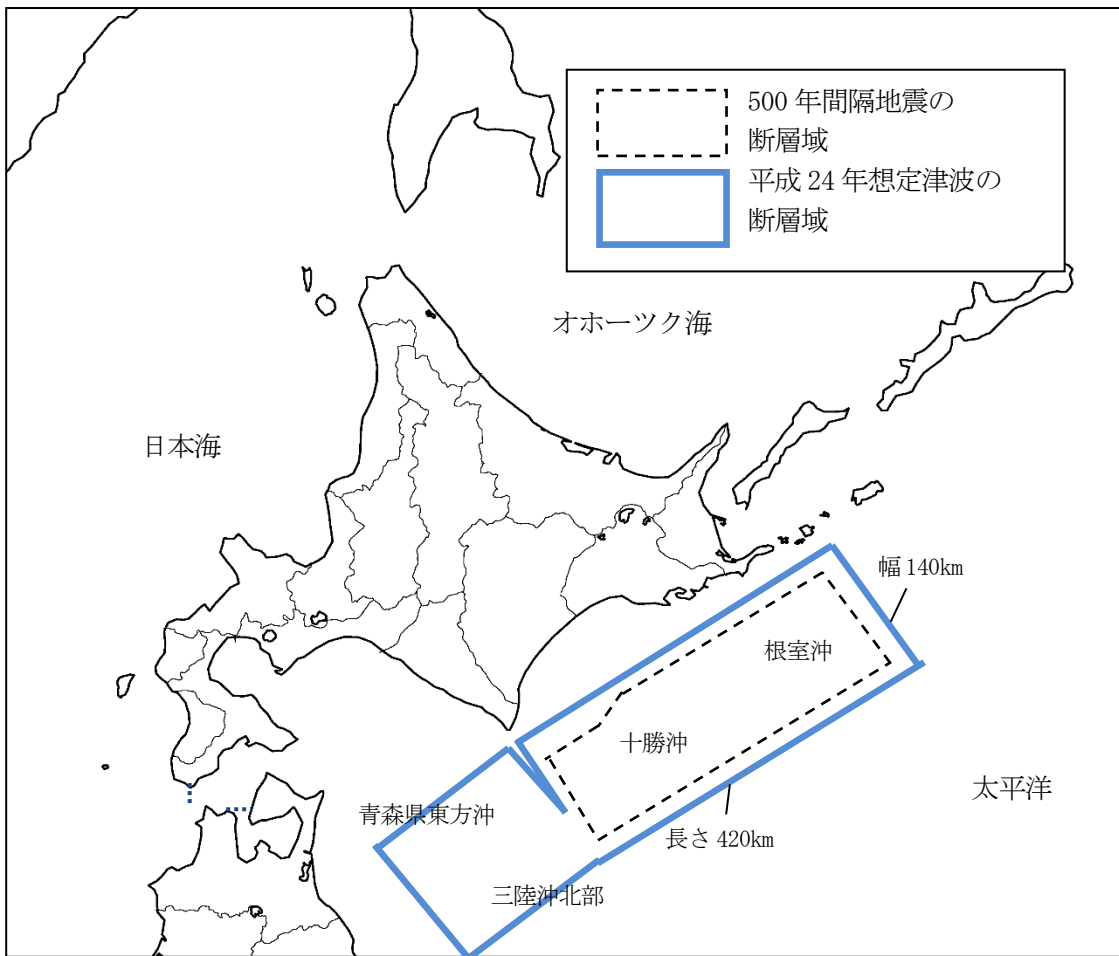 500 年間隔地震の
断層域
平成 24 年想定津波の
断層域
オホーツク海
日本海
幅 140km
根室沖
十勝沖
太平洋
青森県東方沖
長さ 420km
三陸沖北部